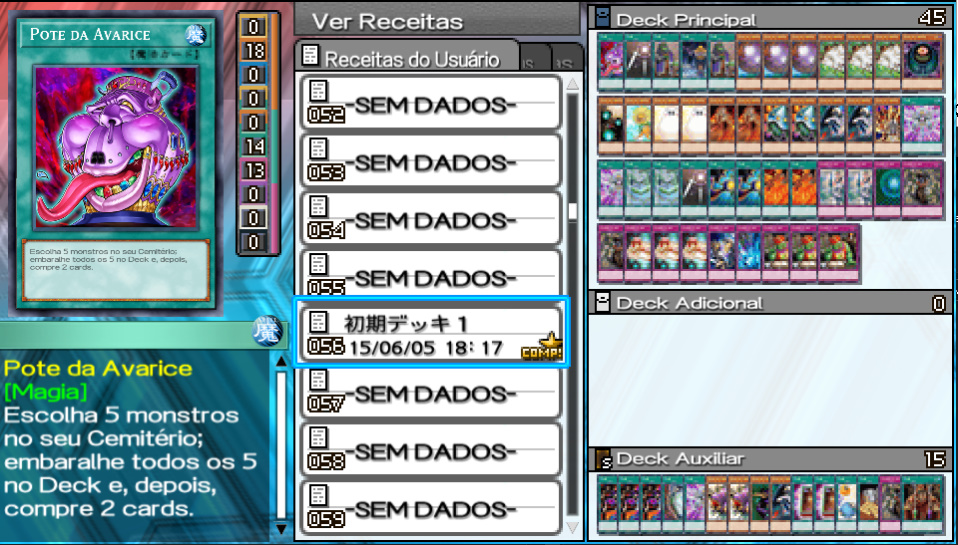 POTE DA AVARICE
魔
Escolha 5 monstros no seu Cemitério;
embaralhe todos os 5 no Deck e, depois,
compre 2 cards.
魔
Pote da Avarice
[Magia]
Escolha 5 monstros
no seu Cemitério;
embaralhe todos os 5
no Deck e, depois,
compre 2 cards.
0
18
0
0
0
14
13
0
0
0
Ver Receitas
Receitas do Usuário
052 -SEM DADOS-
053 -SEM DADOS-
054 -SEM DADOS-
055 -SEM DADOS-
初期デッキ 1
056 15/06/05 18:17 COMP!
057 -SEM DADOS-
058 -SEM DADOS-
059 -SEM DADOS-
Deck Principal 45
Deck Adicional 0
Deck Auxiliar 15